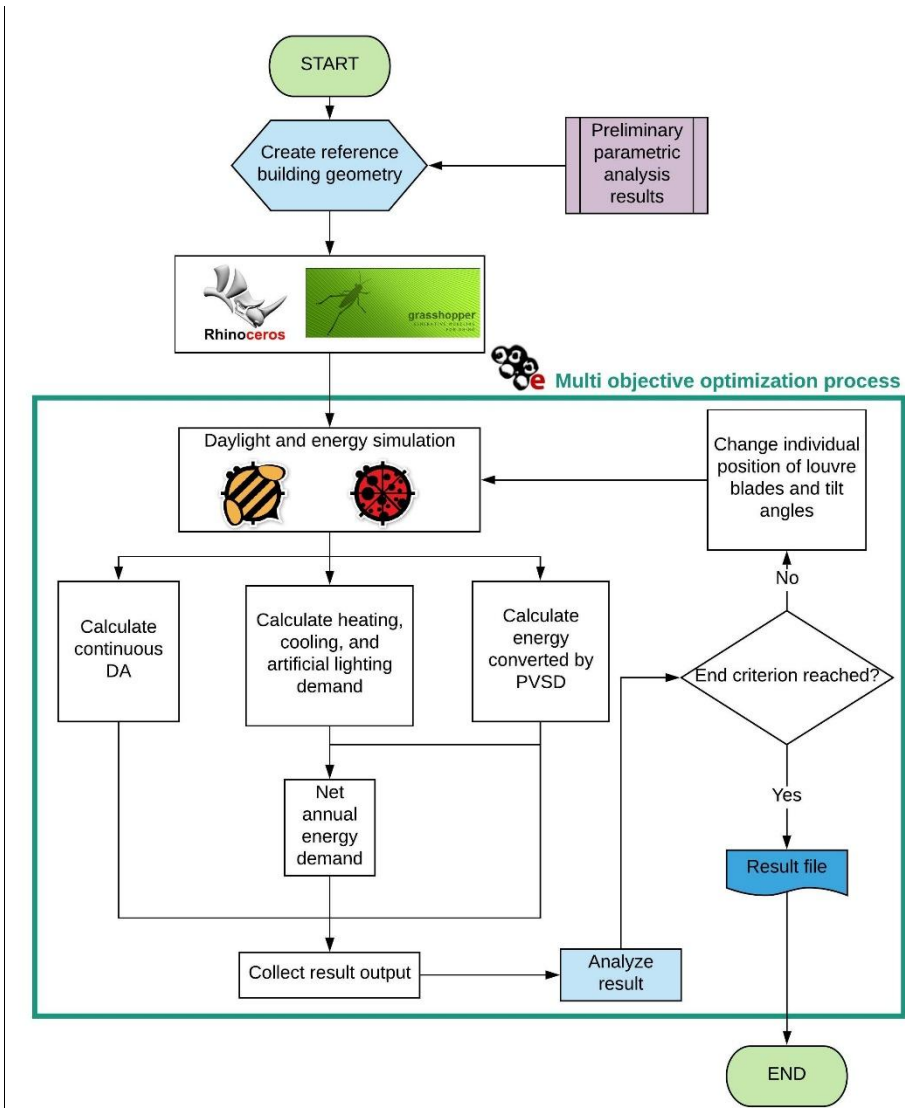 START
Create reference
building geometry
Preliminary
parametric
analysis
results
Rhinoceros
grasshopper
e Multi objective optimization process
Daylight and energy simulation
Change individual
position of louvre
blades and tilt
angles
No
Calculate
continuous
DA
Calculate heating,
cooling, and
artificial lighting
demand
Calculate
energy
converted by
PVSD
End criterion reached?
Net
annual
energy
demand
Yes
Result file
Collect result output
Analyze
result
END